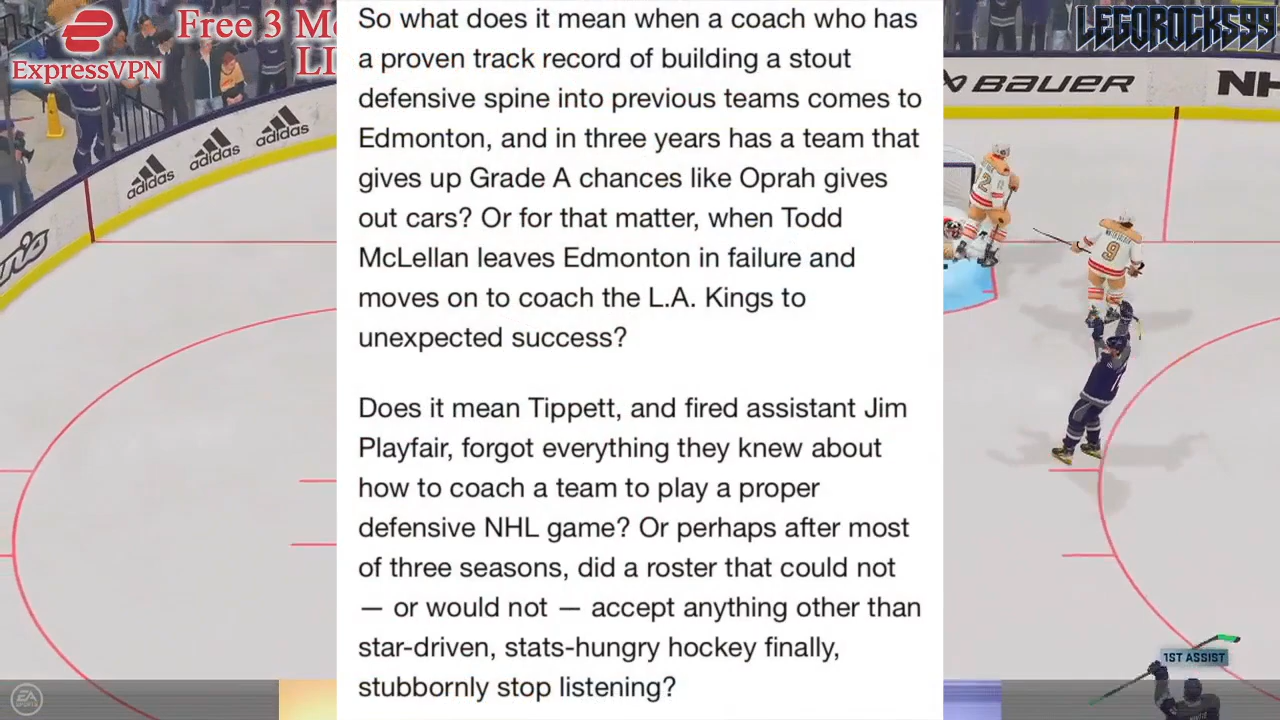 Free 3 Mo
ExpressVPN
LI
LEGOROCKS99
adidas
adidas
adidas
BAUER
NH
So what does it mean when a coach who has
a proven track record of building a stout
defensive spine into previous teams comes to
Edmonton, and in three years has a team that
gives up Grade A chances like Oprah gives
out cars? Or for that matter, when Todd
McLellan leaves Edmonton in failure and
moves on to coach the L.A. Kings to
unexpected success?
Does it mean Tippett, and fired assistant Jim
Playfair, forgot everything they knew about
how to coach a team to play a proper
defensive NHL game? Or perhaps after most
of three seasons, did a roster that could not
— or would not — accept anything other than
star-driven, stats-hungry hockey finally,
stubbornly stop listening?
9
1ST ASSIST
EA
SPORTS